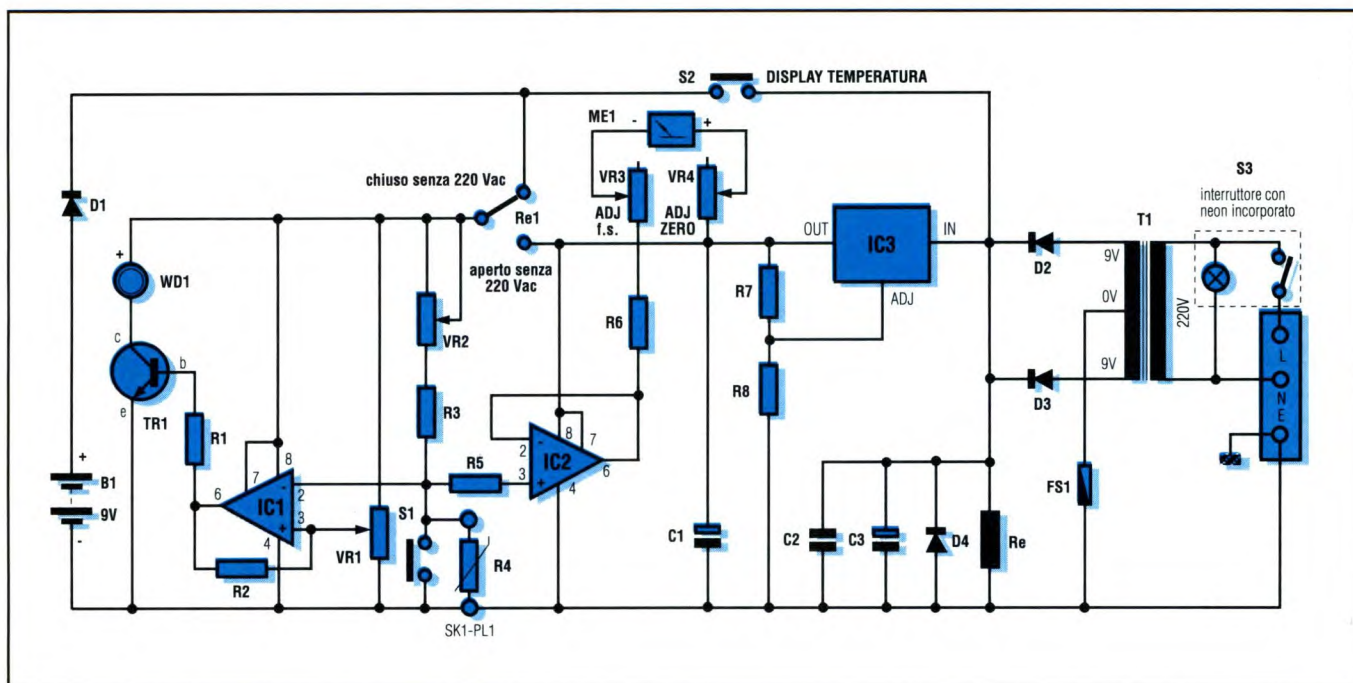 S2
DISPLAY TEMPERATURA
ME1
-
+
S3
interruttore con
neon incorporato
chiuso senza 220 Vac
VR3
VR4
ADJ
f.s.
ADJ
ZERO
Re1
aperto senza
220 Vac
D1
+
WD1
c
b
e
TR1
VR2
R3
R6
R7
R8
OUT
IN
IC3
ADJ
D2
D3
T1
9V
0V
9V
220V
L
N
E
FS1
R1
6
7
8
IC1
-
2
3
+
4
R2
VR1
S1
R5
R4
SK1-PL1
2
-
8
7
IC2
6
3
+
4
C1
C2
C3
D4
Re
+
B1
9V
-